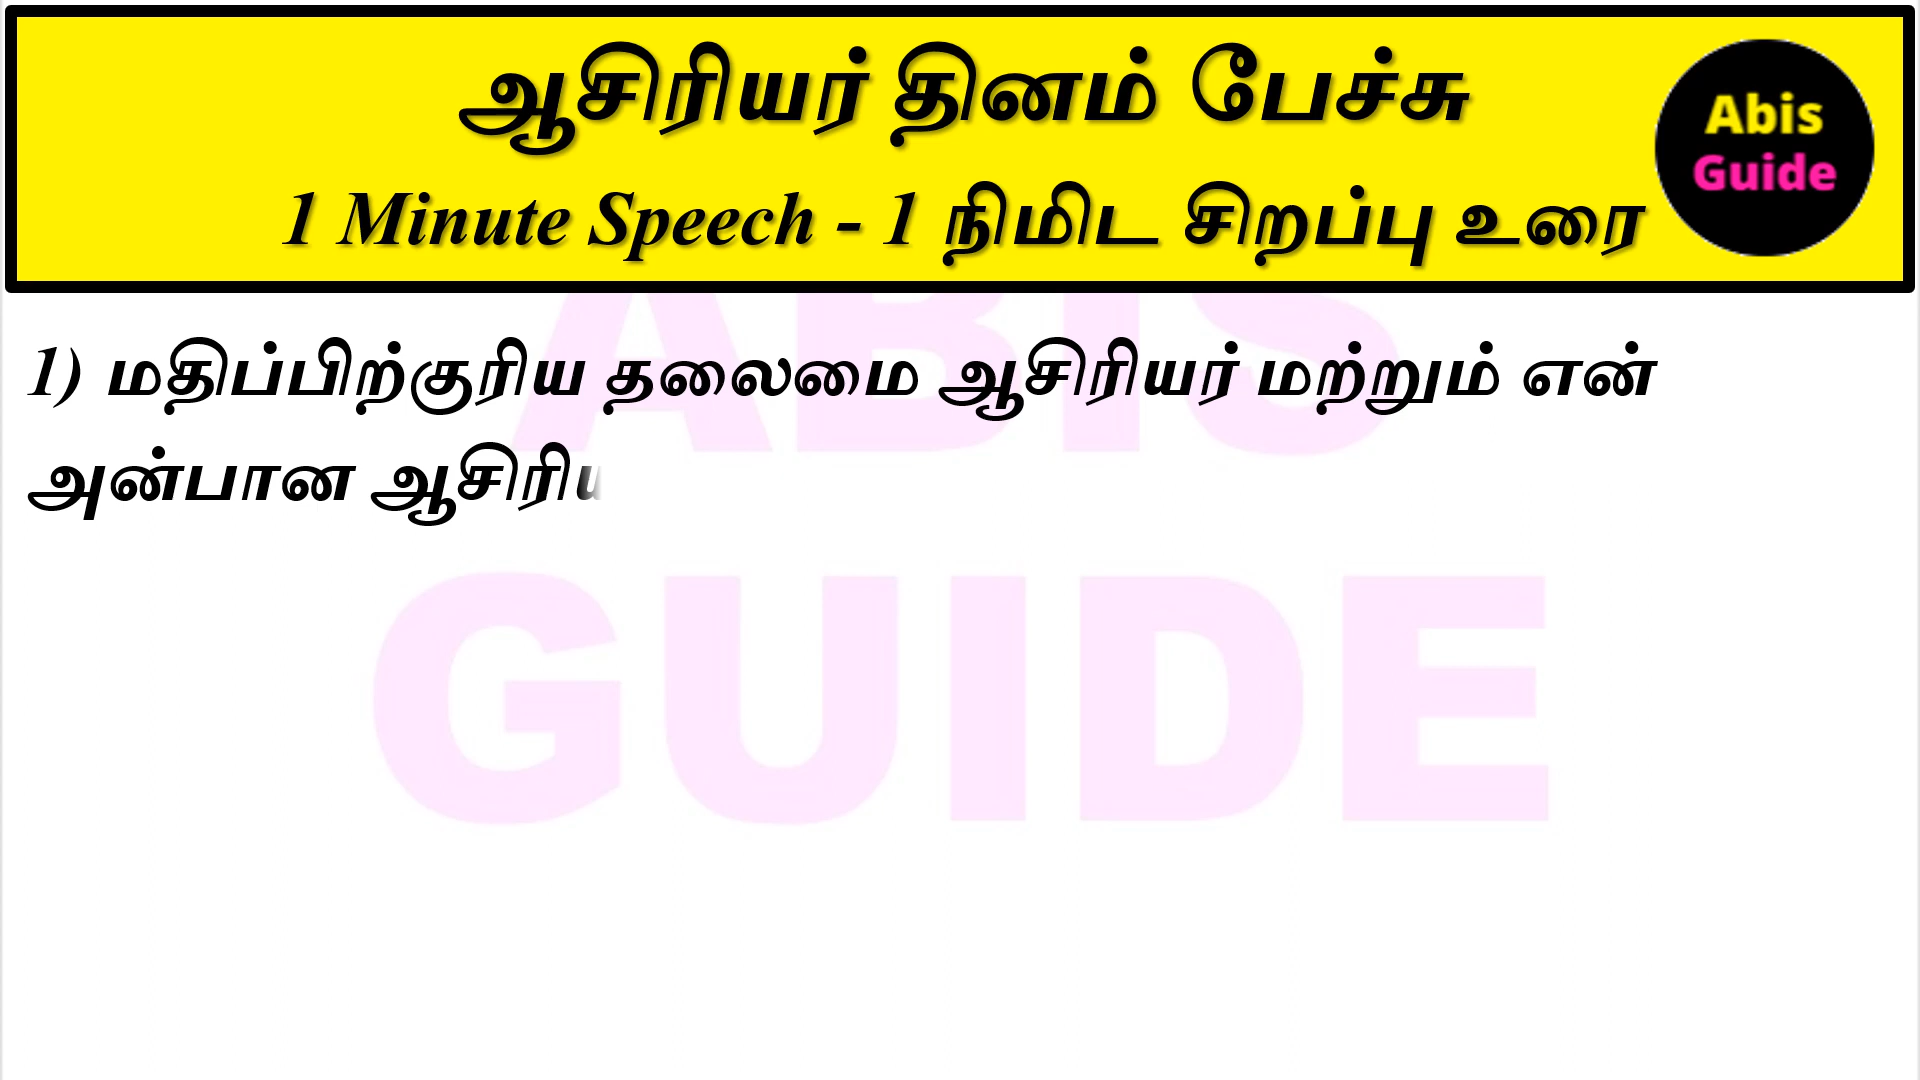 ஆசிரியர் தினம் பேச்சு
1 Minute Speech - 1 நிமிட சிறப்பு உரை
Abis
Guide
1) மதிப்பிற்குரிய தலைமை ஆசிரியர் மற்றும் என்
அன்பான
ABIS
GUIDE